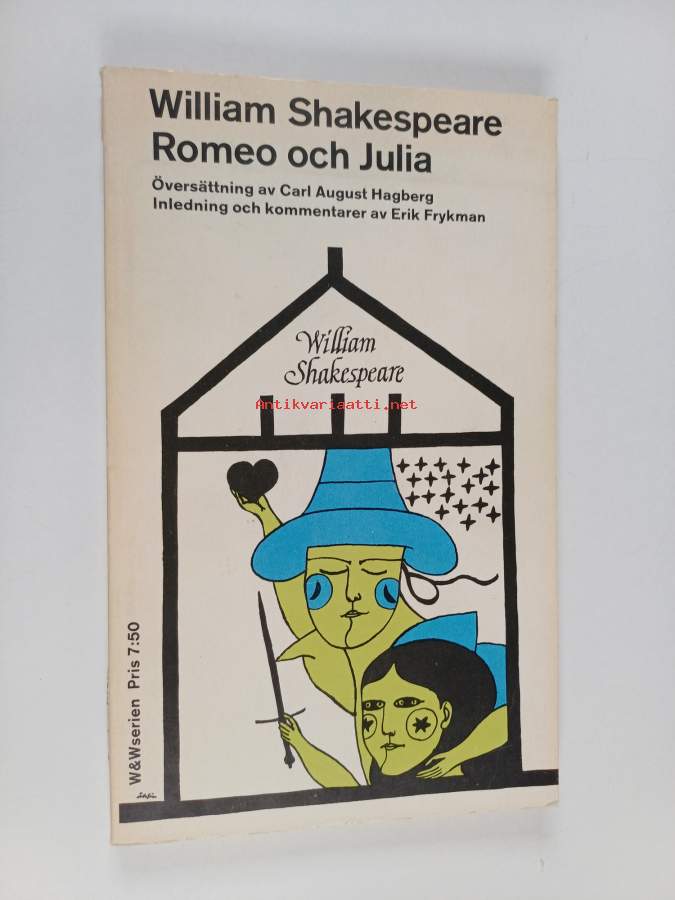 William Shakespeare
Romeo och Julia
Översättning av Carl August Hagberg
Inledning och kommentarer av Erik Frykman
William
Shakespeare
Antikvariaatti.net
W&Wserien Pris 7:50